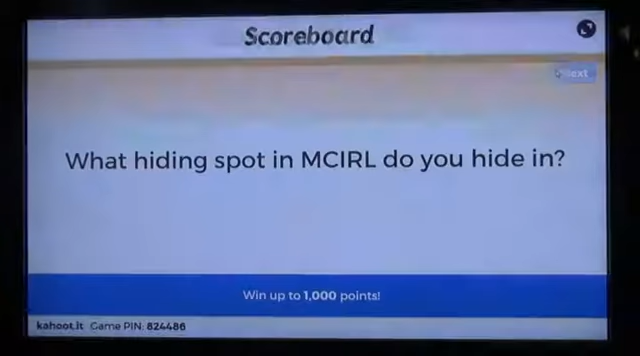 Scoreboard
Next
What hiding spot in MCIRL do you hide in?
Win up to 1,000 points!
kahoot.it Game PIN: 824486